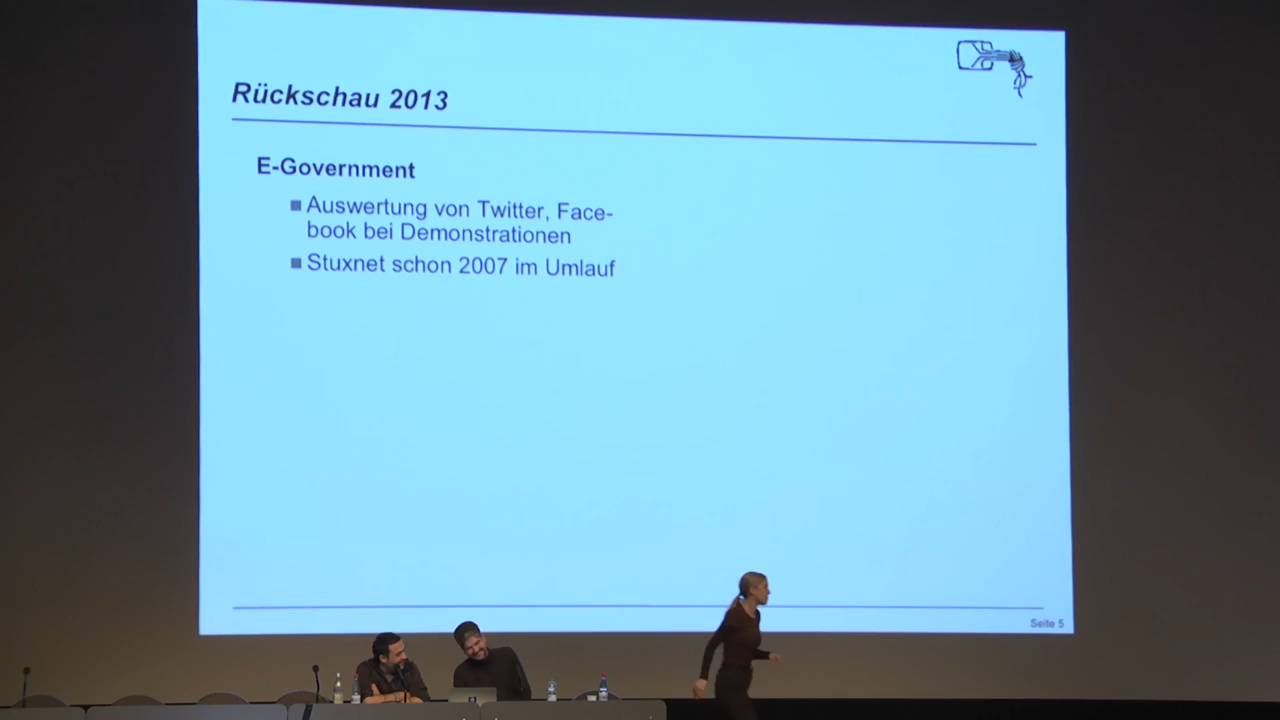 Rückschau 2013
E-Government
Auswertung von Twitter, Face-
book bei Demonstrationen
Stuxnet schon 2007 im Umlauf
Seite 5